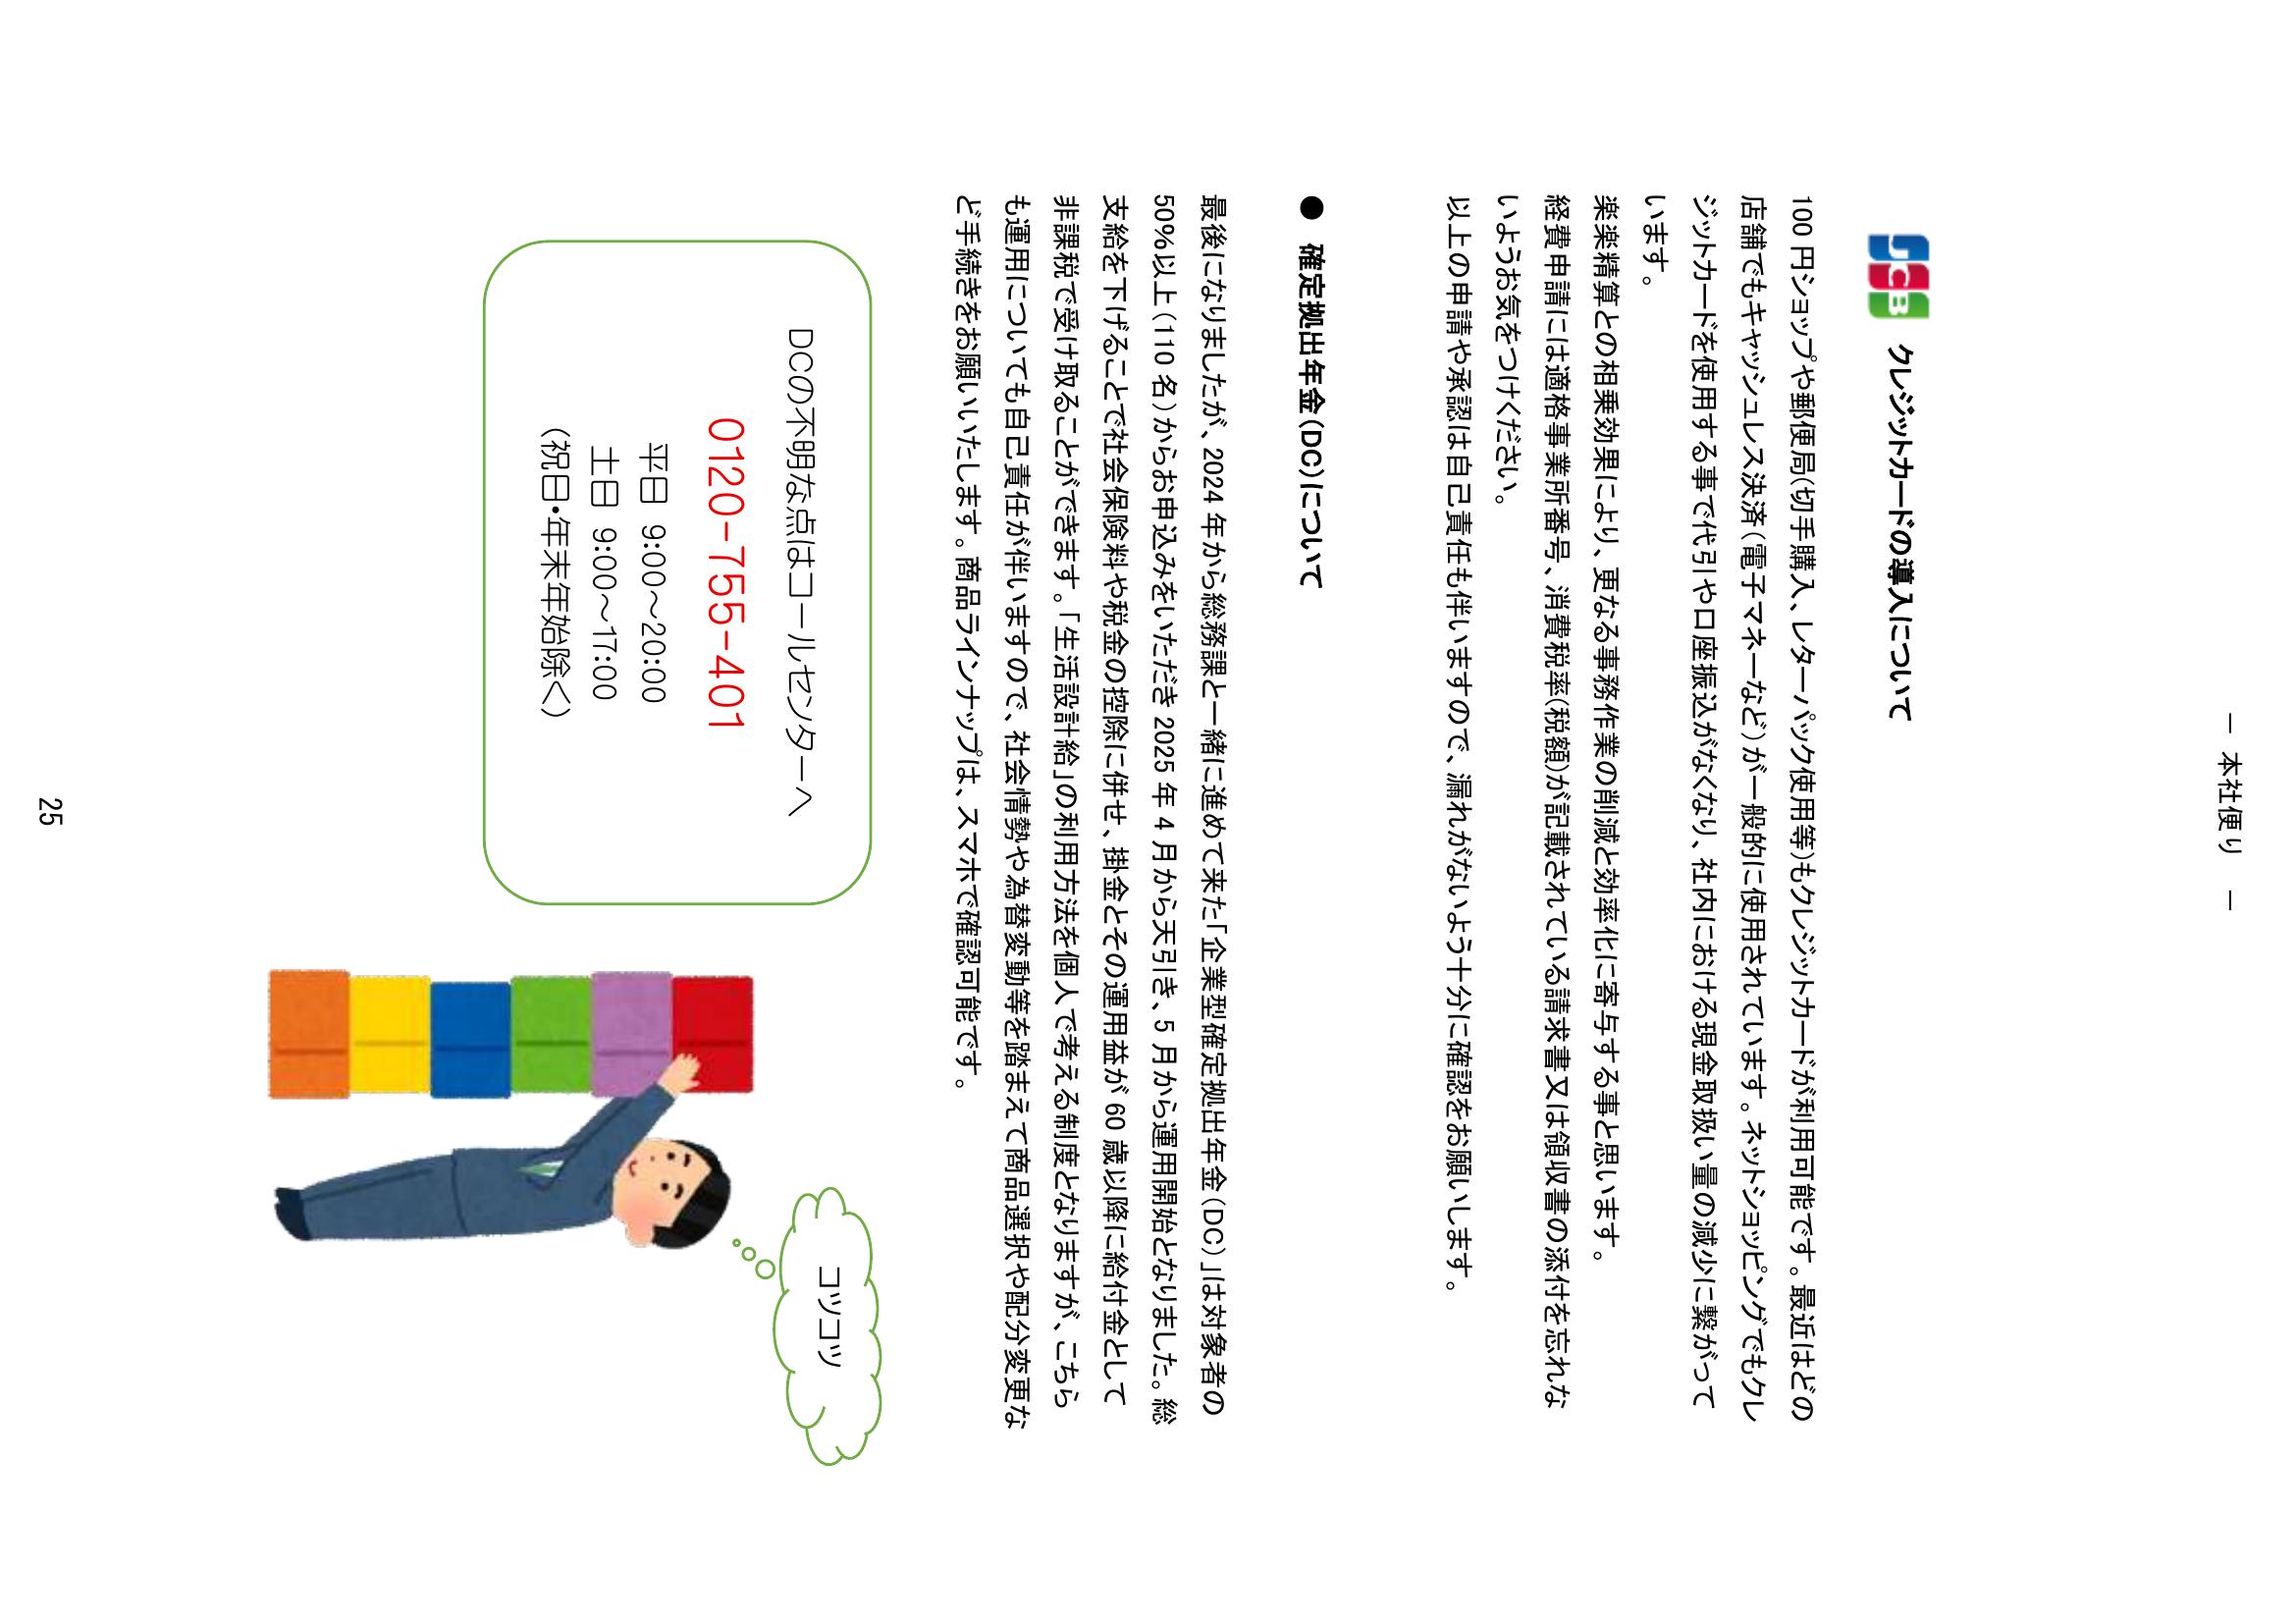 ― 本社便り ―
JCB クレジットカードの導入について
100 円ショップや郵便局(切手購入、レターパック使用等)もクレジットカードが利用可能です。最近はどの
店舗でもキャッシュレス決済（電子マネーなど）が一般的に使用されています。ネットショッピングでもクレ
ジットカードを使用する事で代引や口座振込がなくなり、社内における現金取扱い量の減少に繋がって
います。
楽楽精算との相乗効果により、更なる事務作業の削減と効率化に寄与する事と思います。
経費申請には適格事業所番号、消費税率(税額)が記載されている請求書又は領収書の添付を忘れな
いようお気をつけください。
以上の申請や承認は自己責任も伴いますので、漏れがないよう十分に確認をお願いします。
● 確定拠出年金（DC）について
最後になりましたが、2024 年から総務課と一緒に進めて来た「企業型確定拠出年金（DC）」は対象者の
50％以上（110 名）からお申込みをいただき 2025 年 4 月から天引き、5 月から運用開始となりました。総
支給を下げることで社会保険料や税金の控除に併せ、掛金とその運用益が 60 歳以降に給付金として
非課税で受け取ることができます。「生活設計給」の利用方法を個人で考える制度となりますが、こちら
も運用についても自己責任が伴いますので、社会情勢や為替変動等を踏まえて商品選択や配分変更な
ど手続きをお願いいたします。商品ラインナップは、スマホで確認可能です。
DCの不明な点はコールセンターへ
0120-755-401
平日 9:00～20:00
土日 9:00～17:00
（祝日・年末年始除く）
コツコツ
25